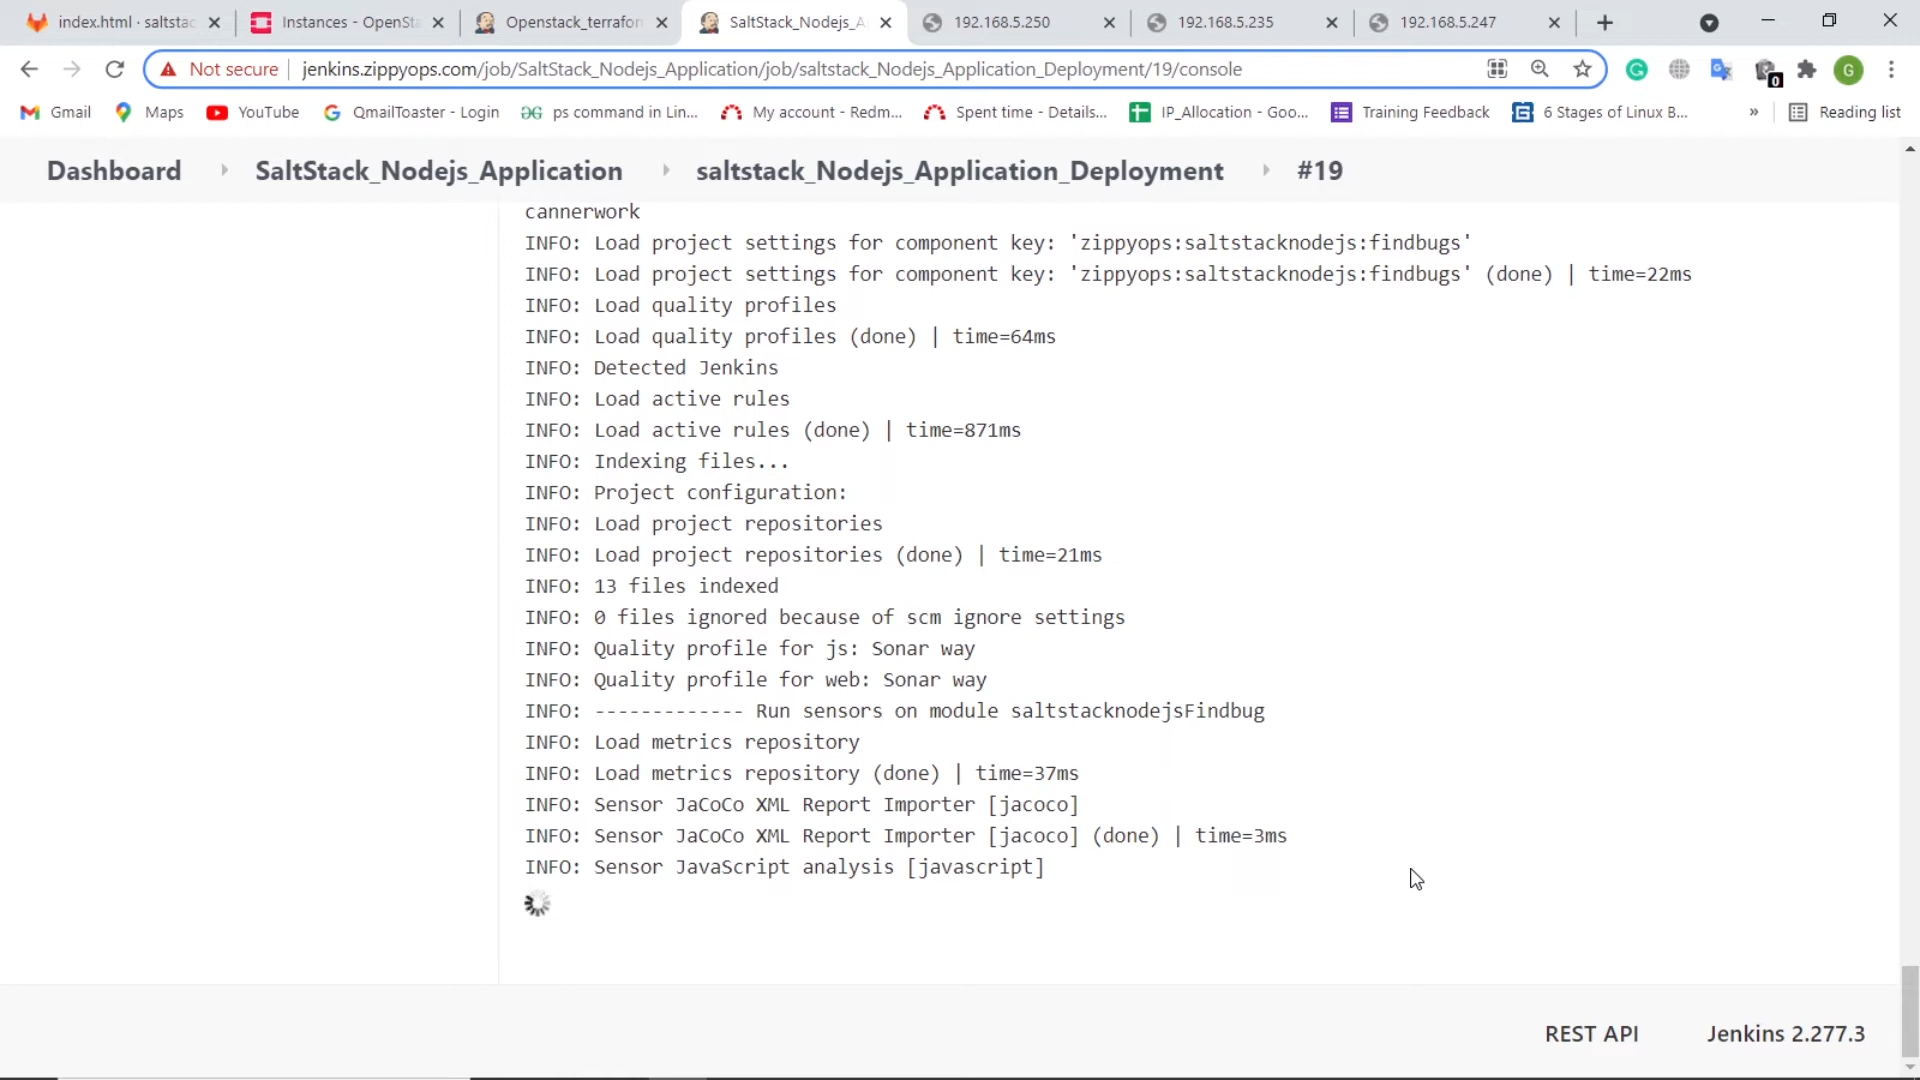 index.html · saltstac
Instances - OpenSta
Openstack_terrafor
SaltStack_Nodejs_A
192.168.5.250
192.168.5.235
192.168.5.247
Not secure
jenkins.zippyops.com/job/SaltStack_Nodejs_Application/job/saltstack_Nodejs_Application_Deployment/19/console
0
G
Gmail
Maps
YouTube
QmailToaster - Login
ps command in Lin...
My account - Redm...
Spent time - Details...
IP_Allocation - Goo...
Training Feedback
6 Stages of Linux B...
»
Reading list
Dashboard
SaltStack_Nodejs_Application
saltstack_Nodejs_Application_Deployment
#19
cannerwork
INFO: Load project settings for component key: 'zippyops:saltstacknodejs:findbugs'
INFO: Load project settings for component key: 'zippyops:saltstacknodejs:findbugs' (done) | time=22ms
INFO: Load quality profiles
INFO: Load quality profiles (done) | time=64ms
INFO: Detected Jenkins
INFO: Load active rules
INFO: Load active rules (done) | time=871ms
INFO: Indexing files...
INFO: Project configuration:
INFO: Load project repositories
INFO: Load project repositories (done) | time=21ms
INFO: 13 files indexed
INFO: 0 files ignored because of scm ignore settings
INFO: Quality profile for js: Sonar way
INFO: Quality profile for web: Sonar way
INFO: ------------- Run sensors on module saltstacknodejsFindbug
INFO: Load metrics repository
INFO: Load metrics repository (done) | time=37ms
INFO: Sensor JaCoCo XML Report Importer [jacoco]
INFO: Sensor JaCoCo XML Report Importer [jacoco] (done) | time=3ms
INFO: Sensor JavaScript analysis [javascript]
REST API
Jenkins 2.277.3